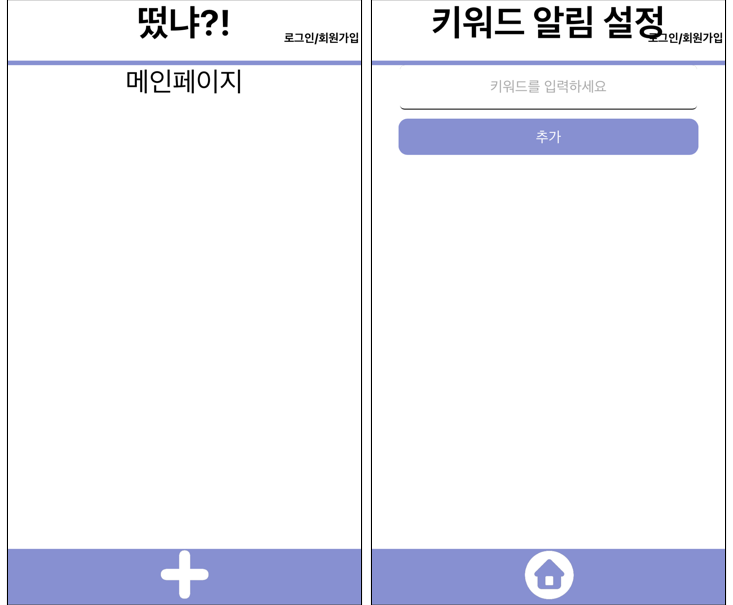 떴냐?!
로그인/회원가입
메인페이지
키워드 알림 설정
로그인/회원가입
키워드를 입력하세요
추가